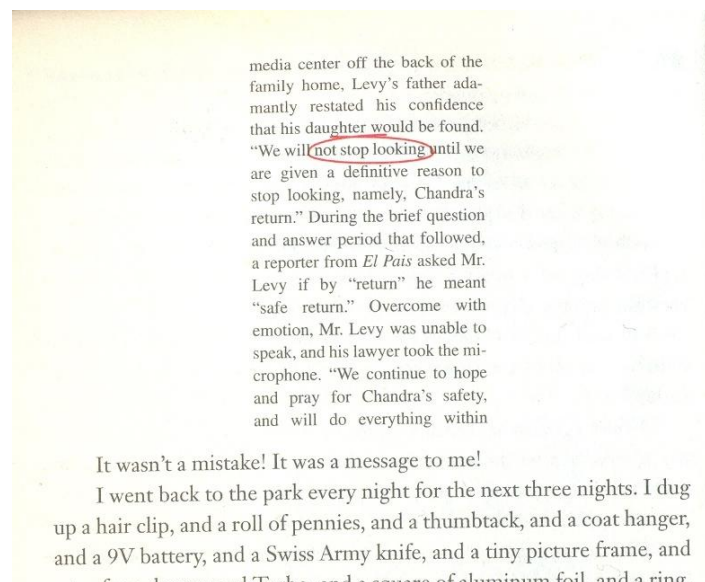 media center off the back of the
family home, Levy's father ada-
mantly restated his confidence
that his daughter would be found.
"We will not stop looking until we
are given a definitive reason to
stop looking, namely, Chandra's
return." During the brief question
and answer period that followed,
a reporter from El Pais asked Mr.
Levy if by "return" he meant
"safe return." Overcome with
emotion, Mr. Levy was unable to
speak, and his lawyer took the mi-
crophone. "We continue to hope
and pray for Chandra's safety,
and will do everything within
It wasn't a mistake! It was a message to me!
I went back to the park every night for the next three nights. I dug
up a hair clip, and a roll of pennies, and a thumbtack, and a coat hanger,
and a 9V battery, and a Swiss Army knife, and a tiny picture frame, and
and a square of aluminum foil, and a ring,